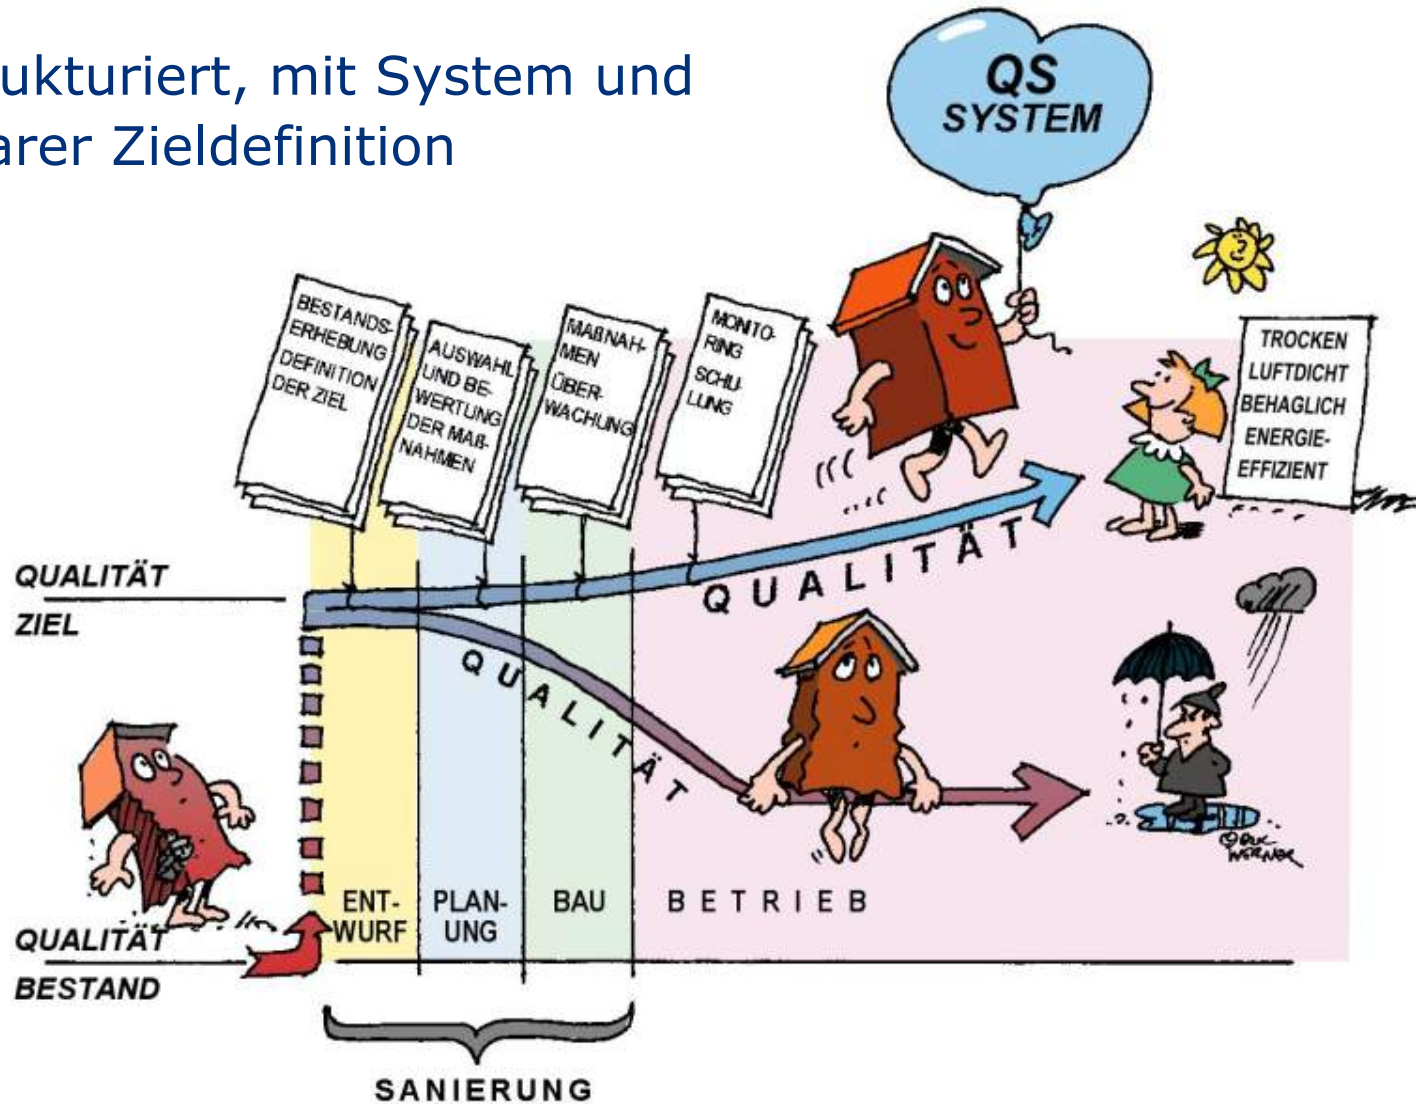 ukturiert, mit System und
arer Zieldefinition
QS
SYSTEM
BESTANDS-
ERHEBUNG
DEFINITION
DER ZIEL
AUSWAHL
UND BE-
WERTUNG
DER MAß-
NAHMEN
MAßNAH-
MEN
ÜBER-
WACHUNG
MONITO-
RING
SCHU-
LUNG
TROCKEN
LUFTDICHT
BEHAGLICH
ENERGIE-
EFFIZIENT
QUALITÄT
ZIEL
QUALITÄT
QUALITÄT
ENT-
WURF
PLAN-
UNG
BAU
BETRIEB
QUALITÄT
BESTAND
SANIERUNG